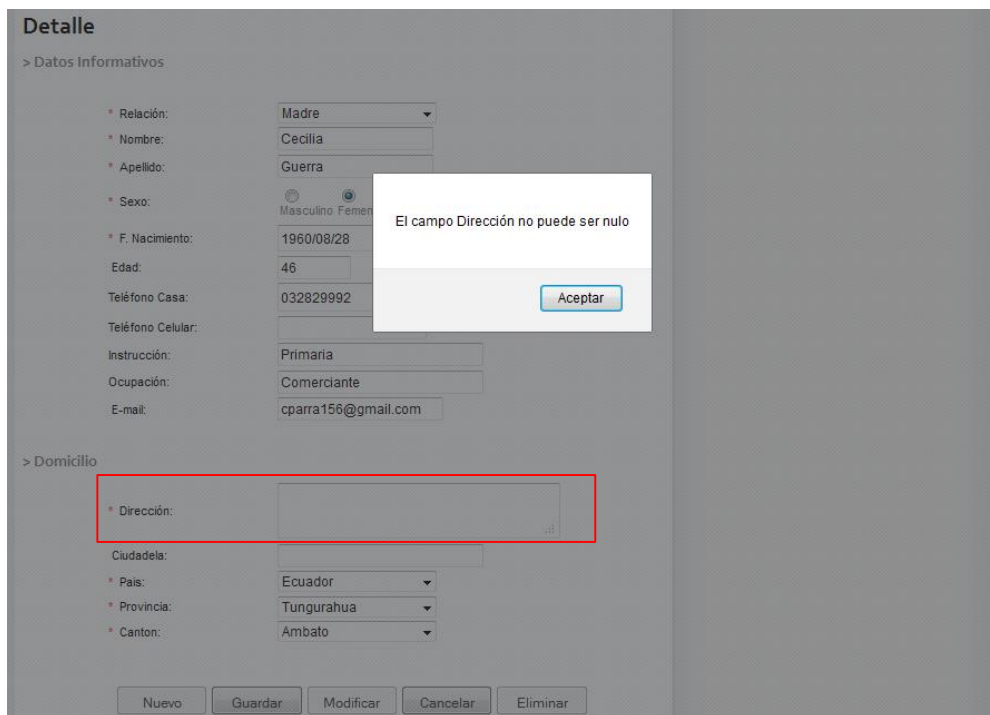 Detalle
> Datos Informativos
* Relación: Madre
* Nombre: Cecilia
* Apellido: Guerra
* Sexo:
Masculino Femen
* F. Nacimiento: 1960/08/28
Edad: 46
Teléfono Casa: 032829992
Teléfono Celular:
Instrucción: Primaria
Ocupación: Comerciante
E-mail: cparra156@gmail.com
El campo Dirección no puede ser nulo
Aceptar
> Domicilio
* Dirección:
Ciudadela:
* Pais: Ecuador
* Provincia: Tungurahua
* Canton: Ambato
Nuevo Guardar Modificar Cancelar Eliminar